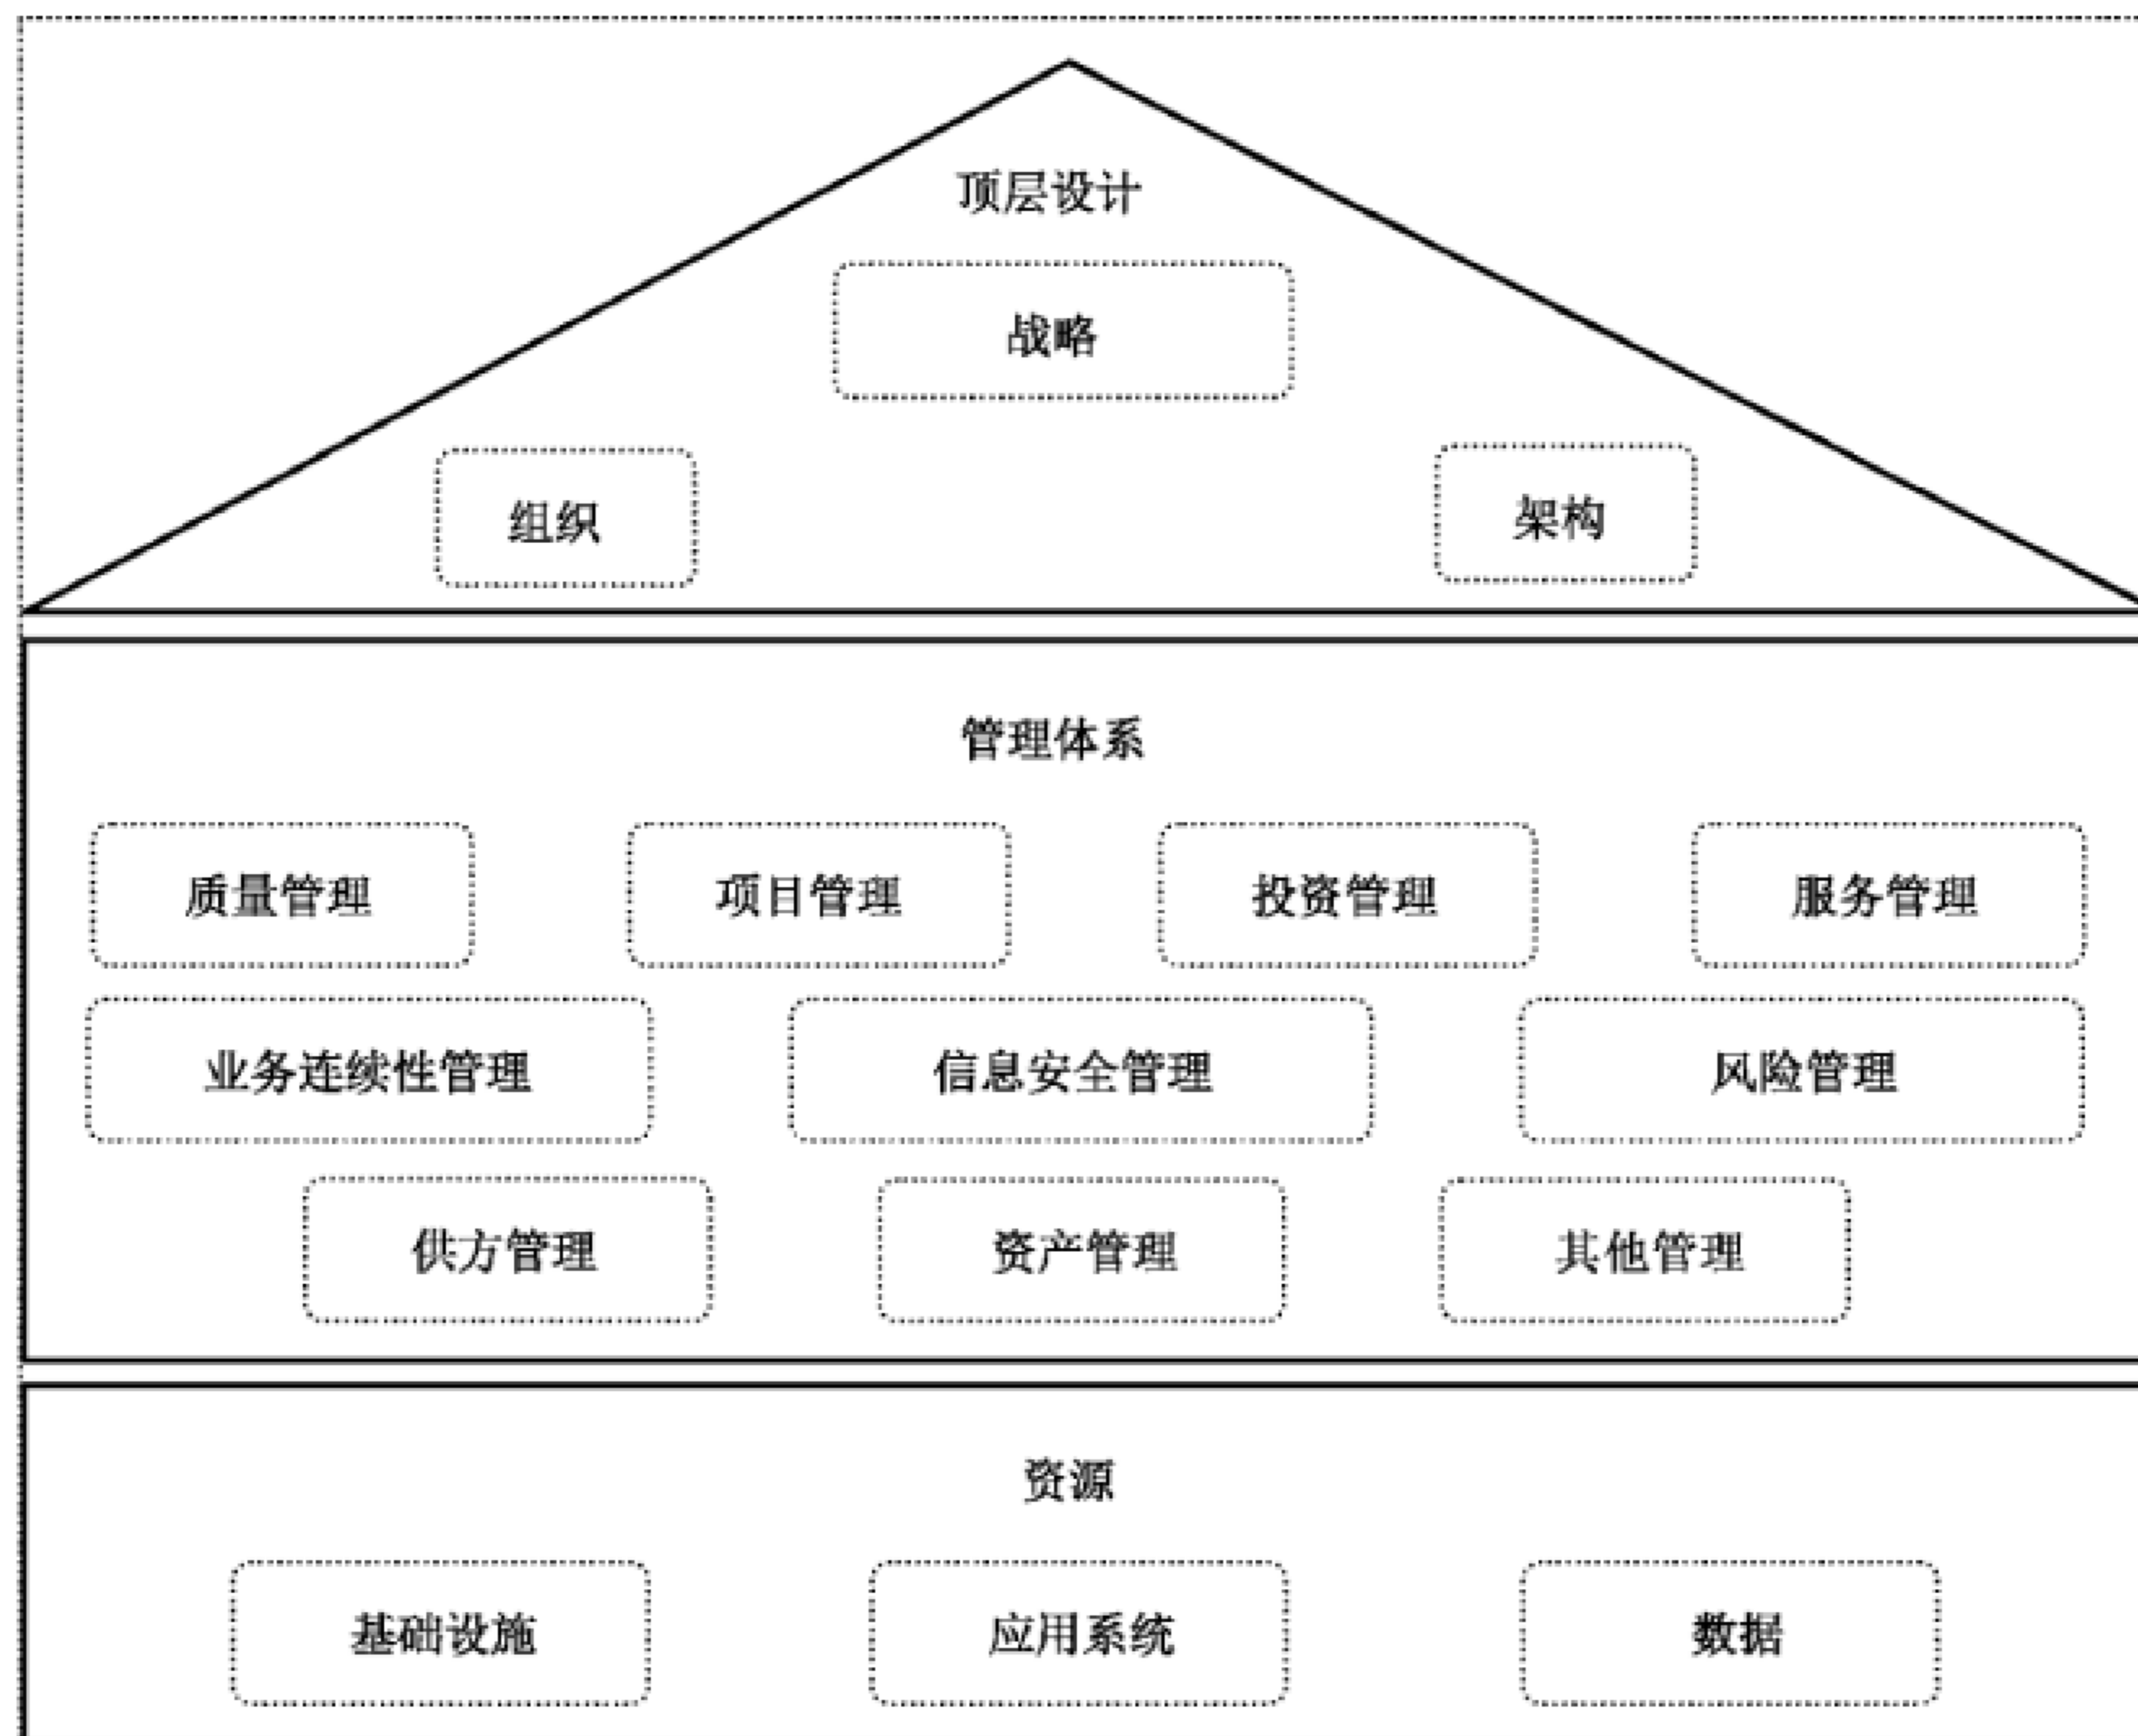 顶层设计
战略
组织 架构
管理体系
质量管理 项目管理 投资管理 服务管理
业务连续性管理 信息安全管理 风险管理
供方管理 资产管理 其他管理
资源
基础设施 应用系统 数据